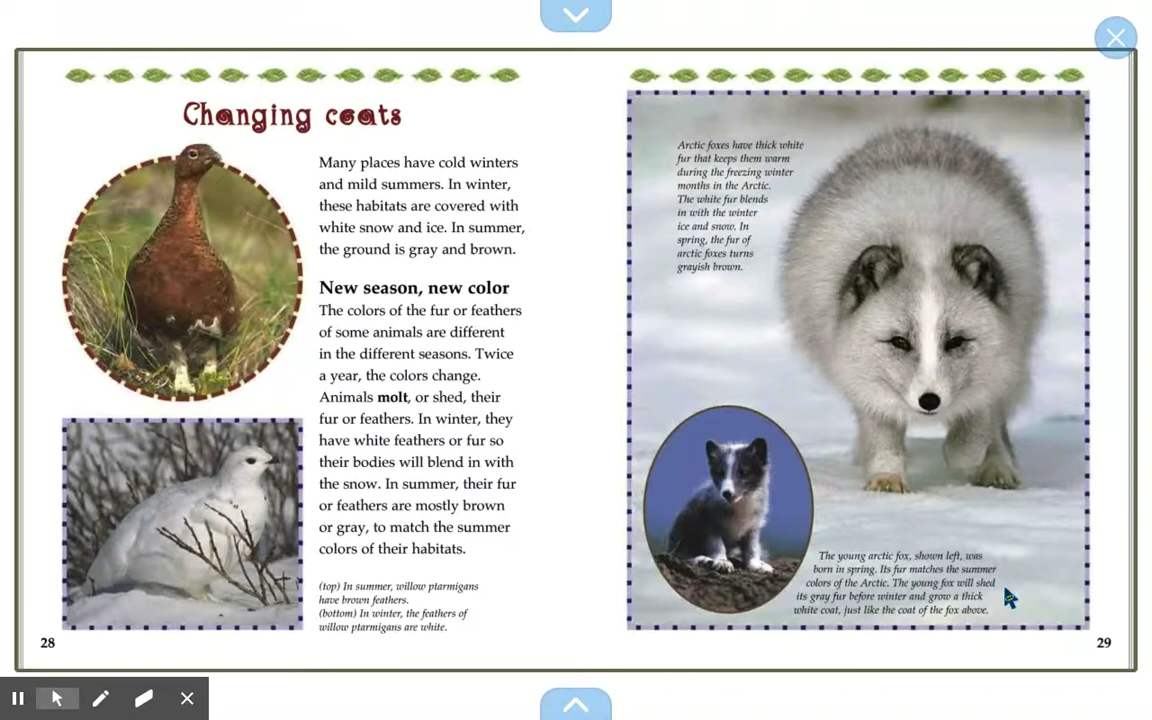 Changing coats
Many places have cold winters
and mild summers. In winter,
these habitats are covered with
white snow and ice. In summer,
the ground is gray and brown.
New season, new color
The colors of the fur or feathers
of some animals are different
in the different seasons. Twice
a year, the colors change.
Animals molt, or shed, their
fur or feathers. In winter, they
have white feathers or fur so
their bodies will blend in with
the snow. In summer, their fur
or feathers are mostly brown
or gray, to match the summer
colors of their habitats.
(top) In summer, willow ptarmigans
have brown feathers.
(bottom) In winter, the feathers of
willow ptarmigans are white.
28
Arctic foxes have thick white
fur that keeps them warm
during the freezing winter
months in the Arctic.
The white fur blends
in with the winter
ice and snow. In
spring, the fur of
arctic foxes turns
grayish brown.
The young arctic fox, shown left, was
born in spring. Its fur matches the summer
colors of the Arctic. The young fox will shed
its gray fur before winter and grow a thick
white coat, just like the coat of the fox above.
29